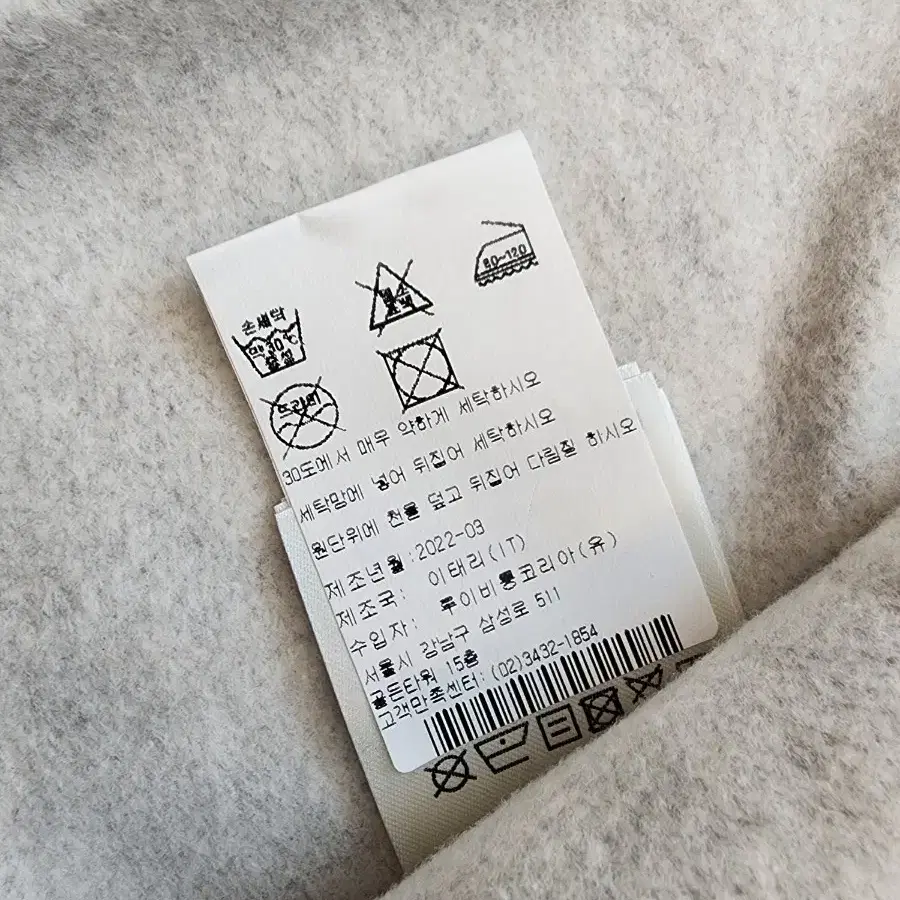 손세탁
약30℃
중성
염소
표백
80~120
드라이
30도에서 매우 약하게 세탁하시오
세탁망에 넣어 뒤집어 세탁하시오
원단위에 천을 덮고 뒤집어 다림질 하시오
제조년월:2022-03
제조국: 이태리(IT)
수입자: 루이비통코리아(유)
서울시 강남구 삼성로 511
골든타워 15층
고객만족센터:(02)3432-1854